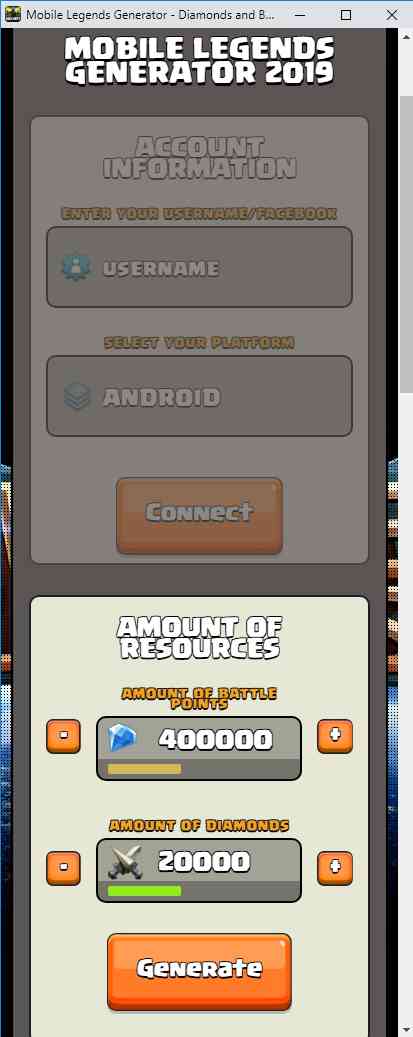 Mobile Legends Generator - Diamonds and B...
MOBILE LEGENDS
GENERATOR 2019
ACCOUNT
INFORMATION
ENTER YOUR USERNAME/FACEBOOK
USERNAME
SELECT YOUR PLATFORM
ANDROID
Connect
AMOUNT OF
RESOURCES
AMOUNT OF BATTLE
POINTS
- 400000 +
AMOUNT OF DIAMONDS
- 20000 +
Generate